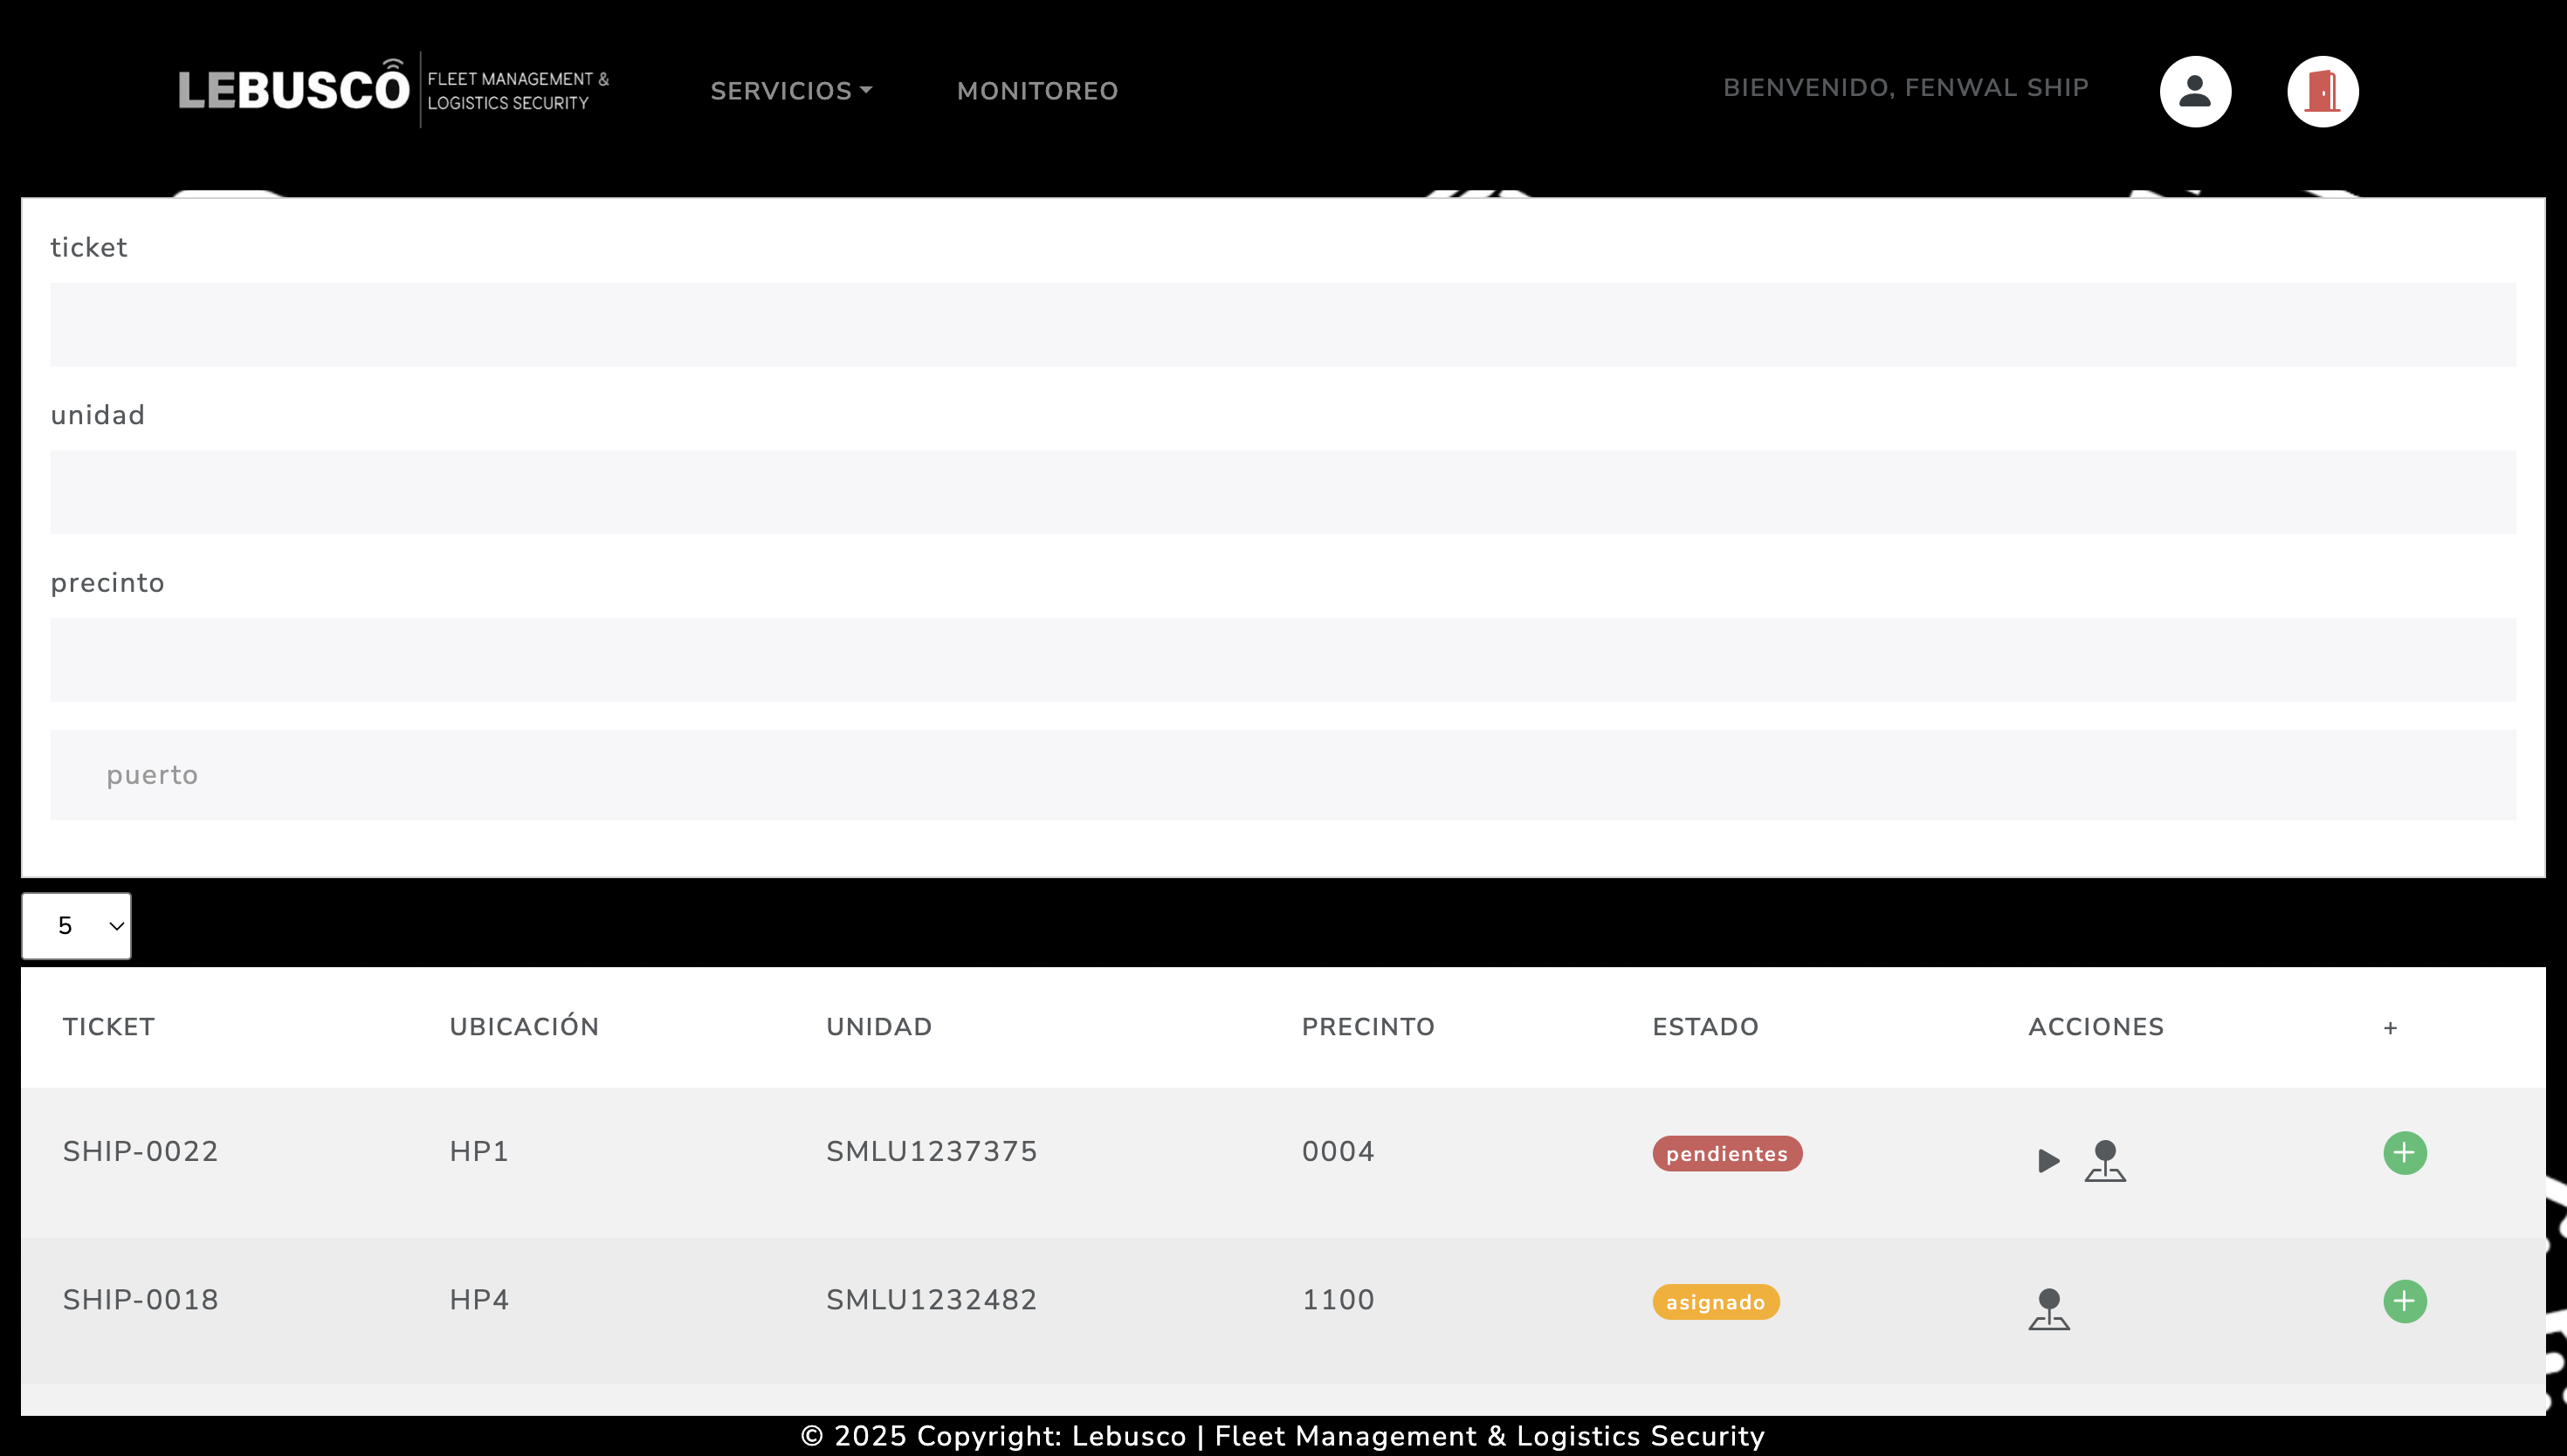 LEBUSCO FLEET MANAGEMENT &
LOGISTICS SECURITY
SERVICIOS MONITOREO BIENVENIDO, FENWAL SHIP
ticket
unidad
precinto
puerto
5
TICKET UBICACIÓN UNIDAD PRECINTO ESTADO ACCIONES +
SHIP-0022 HP1 SMLU1237375 0004 pendientes
SHIP-0018 HP4 SMLU1232482 1100 asignado
© 2025 Copyright: Lebusco | Fleet Management & Logistics Security